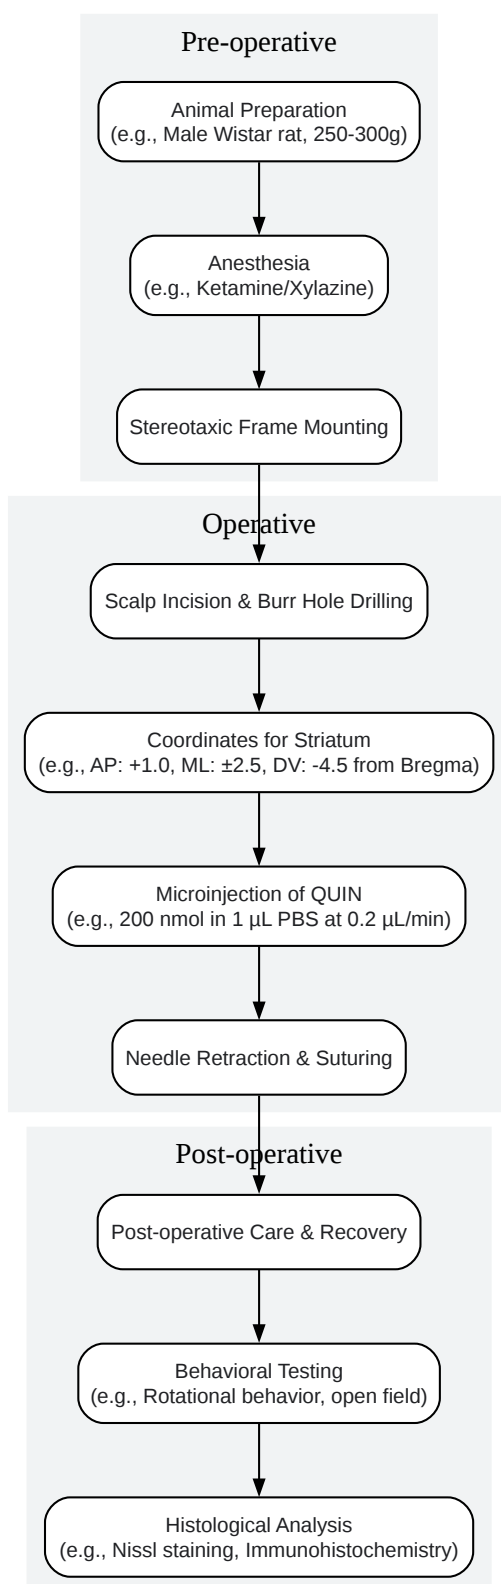 Pre-operative
Animal Preparation
(e.g., Male Wistar rat, 250-300g)
Anesthesia
(e.g., Ketamine/Xylazine)
Stereotaxic Frame Mounting
Operative
Scalp Incision & Burr Hole Drilling
Coordinates for Striatum
(e.g., AP: +1.0, ML: ±2.5, DV: -4.5 from Bregma)
Microinjection of QUIN
(e.g., 200 nmol in 1 µL PBS at 0.2 µL/min)
Needle Retraction & Suturing
Post-operative
Post-operative Care & Recovery
Behavioral Testing
(e.g., Rotational behavior, open field)
Histological Analysis
(e.g., Nissl staining, Immunohistochemistry)